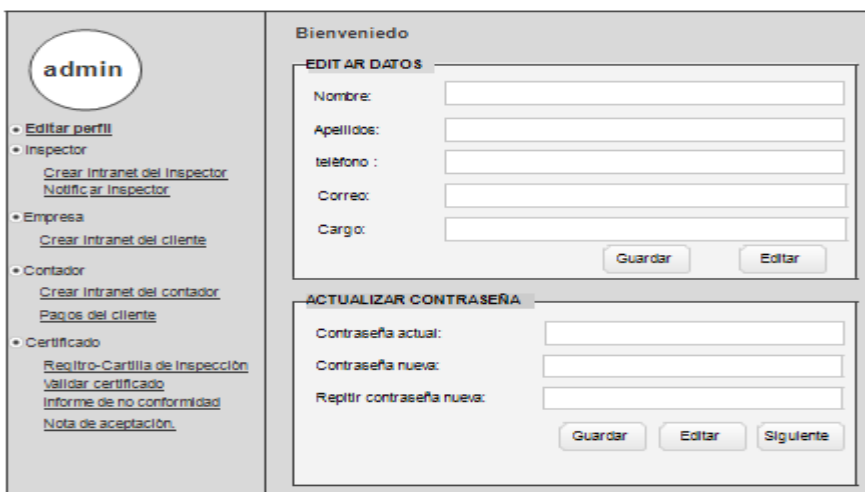 admin
Editar perfil
Inspector
Crear Intranet del Inspector
Notificar Inspector
Empresa
Crear Intranet del cliente
Contador
Crear Intranet del contador
Pagos del cliente
Certificado
Regitro-Cartilla de Inspección
Validar certificado
Informe de no conformidad
Nota de aceptación.
Bienveniedo
EDITAR DATOS
Nombre:
Apellidos:
teléfono :
Correo:
Cargo:
Guardar Editar
ACTUALIZAR CONTRASEÑA
Contraseña actual:
Contraseña nueva:
Repitir contraseña nueva:
Guardar Editar Siguiente